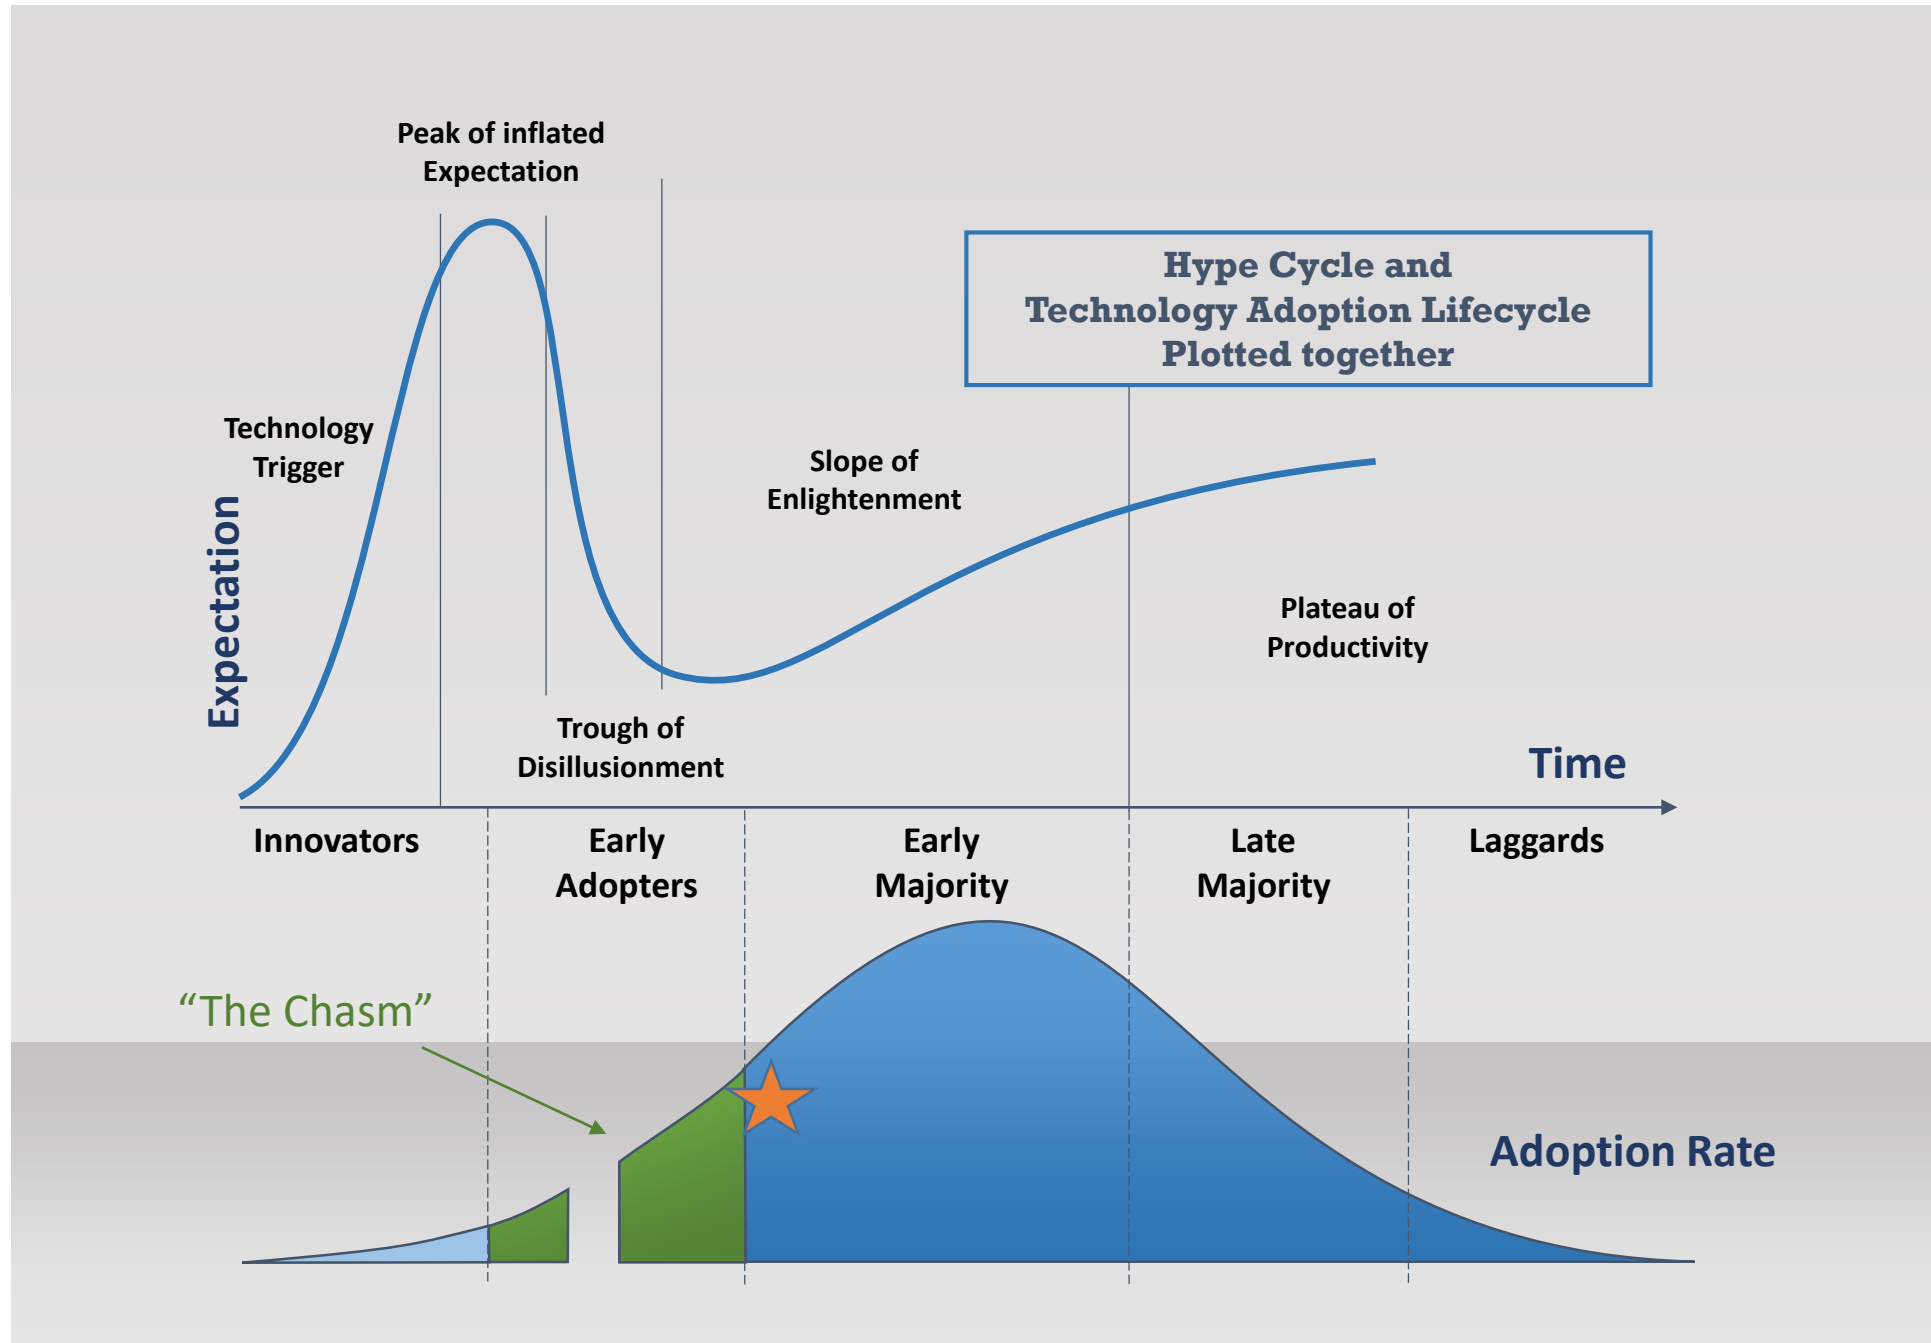 Peak of inflated
Expectation
Hype Cycle and
Technology Adoption Lifecycle
Plotted together
Technology
Trigger
Slope of
Enlightenment
Expectation
Plateau of
Productivity
Trough of
Disillusionment
Time
Innovators
Early
Adopters
Early
Majority
Late
Majority
Laggards
“The Chasm”
Adoption Rate